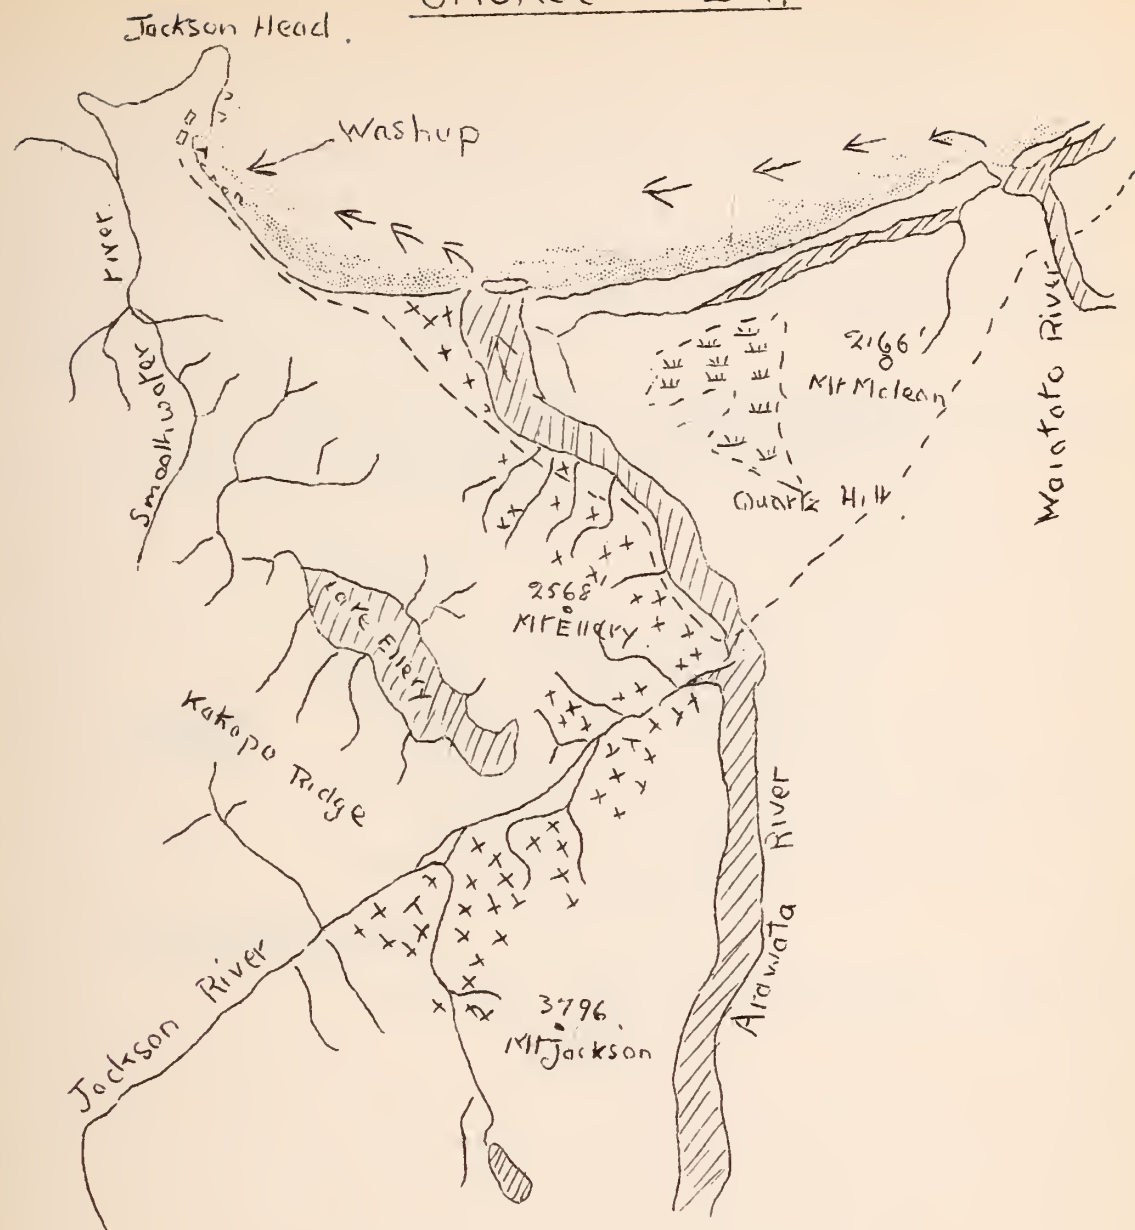 Jackson Head.
Washup
River
Smoothwater
2166'
Mt Mclean
Waiatoto River
Quartz Hill
2568'
Mt Ellery
Lake Ellery
Kakapo Ridge
Arawata River
Jackson River
3796
Mt Jackson